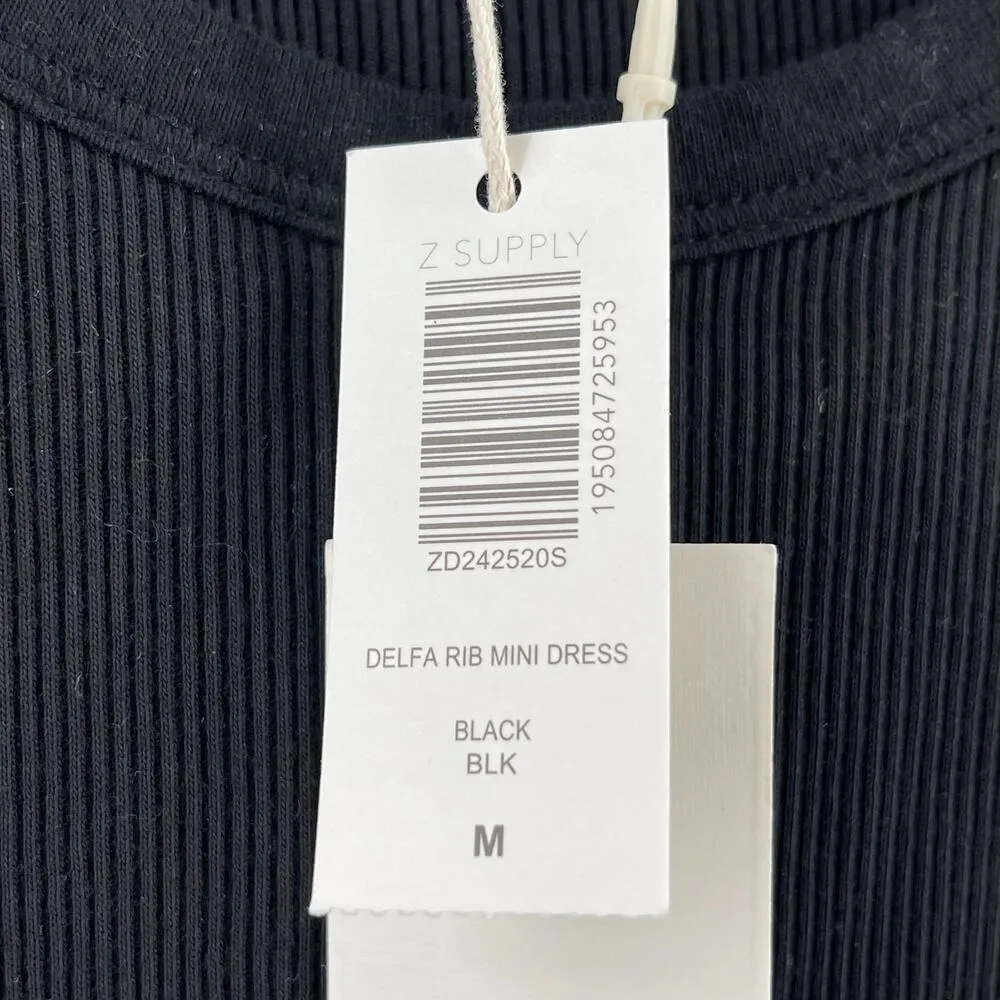 Z SUPPLY
195084725953
ZD242520S
DELFA RIB MINI DRESS
BLACK
BLK
M